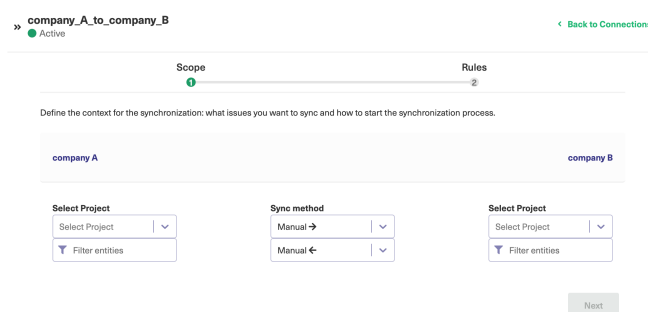 company_A_to_company_B
Active
Back to Connections
Scope
Rules
1
2
Define the context for the synchronization: what issues you want to sync and how to start the synchronization process.
company A
company B
Select Project
Sync method
Select Project
Select Project
Manual →
Select Project
Filter entities
Manual ←
Filter entities
Next